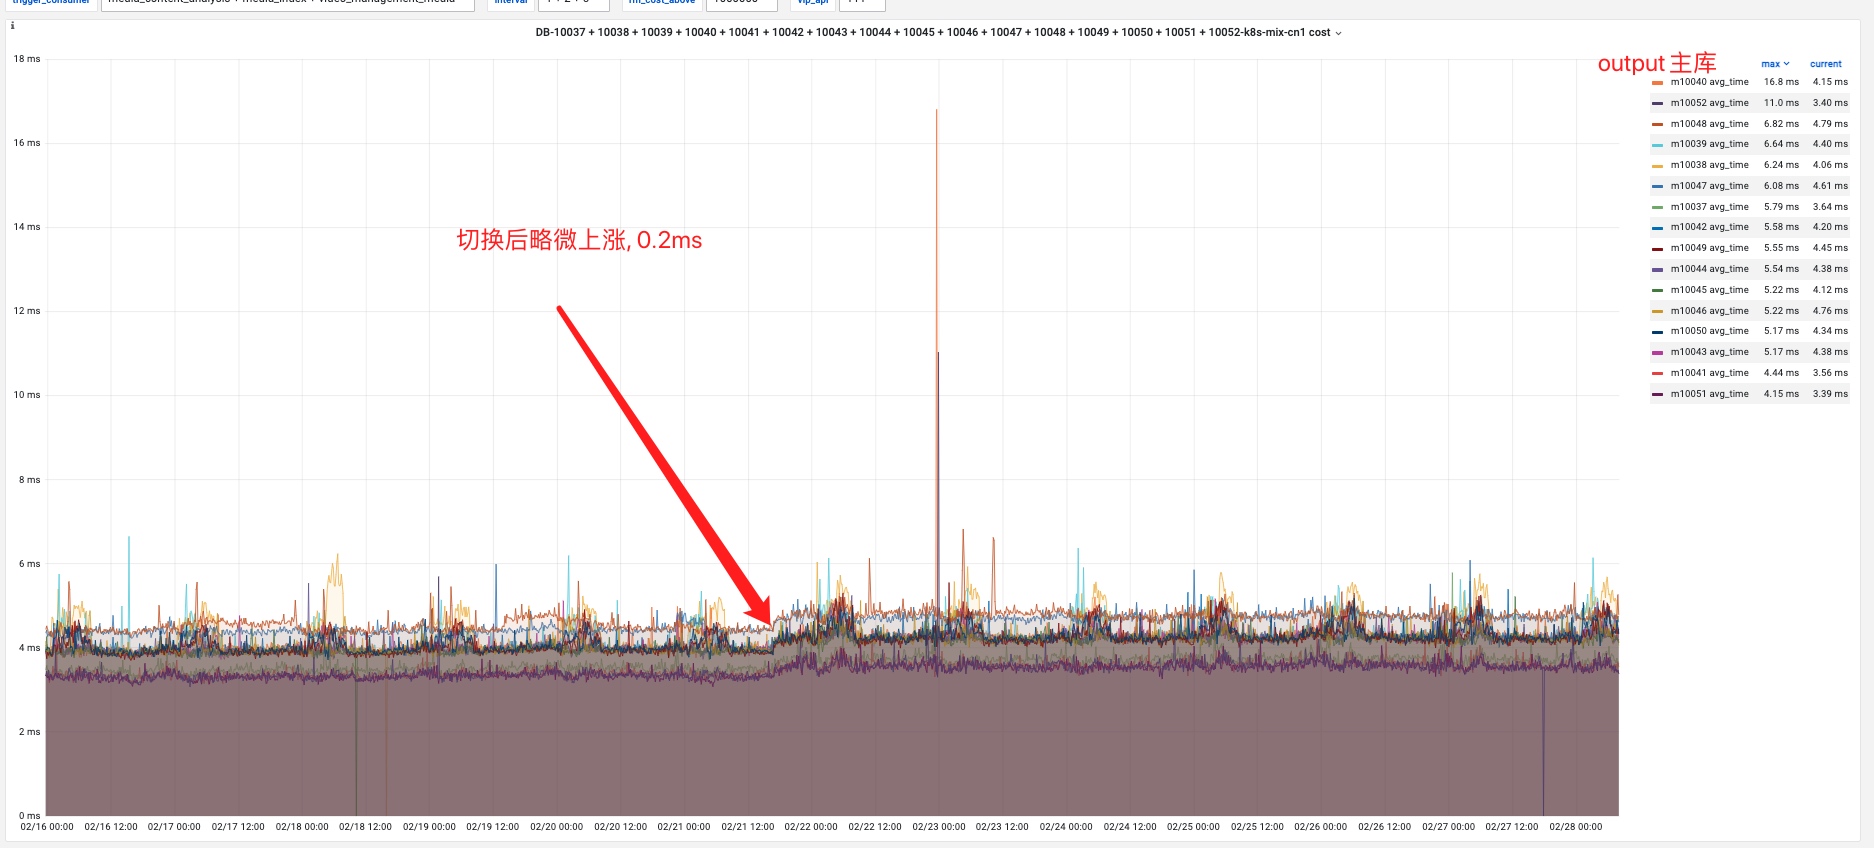 trigger_consumer media_content_analysis + media_index + video_management_media interval rm_cost_above vip_api
DB-10037 + 10038 + 10039 + 10040 + 10041 + 10042 + 10043 + 10044 + 10045 + 10046 + 10047 + 10048 + 10049 + 10050 + 10051 + 10052-k8s-mix-cn1 cost
output 主库
max current
m10040 avg_time 16.8 ms 4.15 ms
m10052 avg_time 11.0 ms 3.40 ms
m10048 avg_time 6.82 ms 4.79 ms
m10039 avg_time 6.64 ms 4.40 ms
m10038 avg_time 6.24 ms 4.06 ms
m10047 avg_time 6.08 ms 4.61 ms
m10037 avg_time 5.79 ms 3.64 ms
m10042 avg_time 5.58 ms 4.20 ms
m10049 avg_time 5.55 ms 4.45 ms
m10044 avg_time 5.54 ms 4.38 ms
m10045 avg_time 5.22 ms 4.12 ms
m10046 avg_time 5.22 ms 4.76 ms
m10050 avg_time 5.17 ms 4.34 ms
m10043 avg_time 5.17 ms 4.38 ms
m10041 avg_time 4.44 ms 3.56 ms
m10051 avg_time 4.15 ms 3.39 ms
18 ms
16 ms
14 ms
切换后略微上涨, 0.2ms
12 ms
10 ms
8 ms
6 ms
4 ms
2 ms
0 ms
02/16 00:00 02/16 12:00 02/17 00:00 02/17 12:00 02/18 00:00 02/18 12:00 02/19 00:00 02/19 12:00 02/20 00:00 02/20 12:00 02/21 00:00 02/21 12:00 02/22 00:00 02/22 12:00 02/23 00:00 02/23 12:00 02/24 00:00 02/24 12:00 02/25 00:00 02/25 12:00 02/26 00:00 02/26 12:00 02/27 00:00 02/27 12:00 02/28 00:00